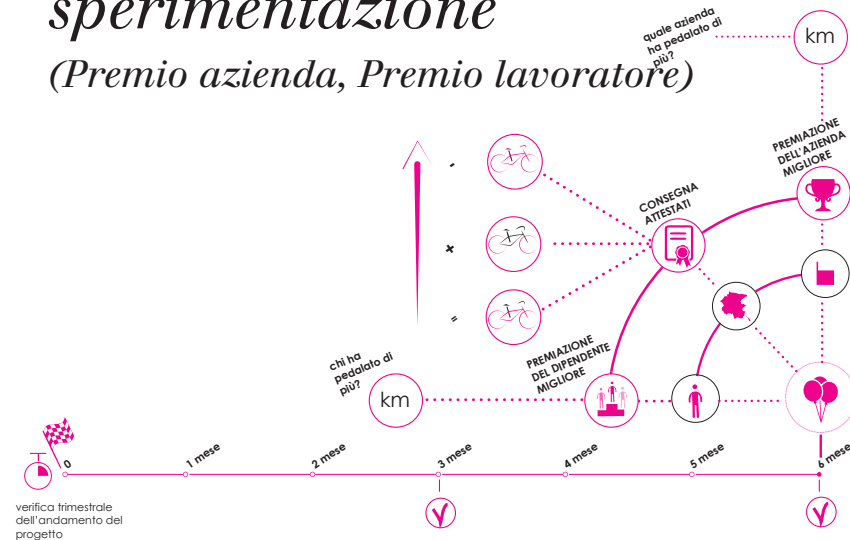 sperimentazione
(Premio azienda, Premio lavoratore)
quale azienda
ha pedalato di
più?
km
PREMIAZIONE
DELL'AZIENDA
MIGLIORE
-
CONSEGNA
ATTESTATI
+
=
PREMIAZIONE
DEL DIPENDENTE
MIGLIORE
chi ha
pedalato di
più?
km
0
1 mese
2 mese
3 mese
4 mese
5 mese
6 mese
verifica trimestrale
dell'andamento del
progetto